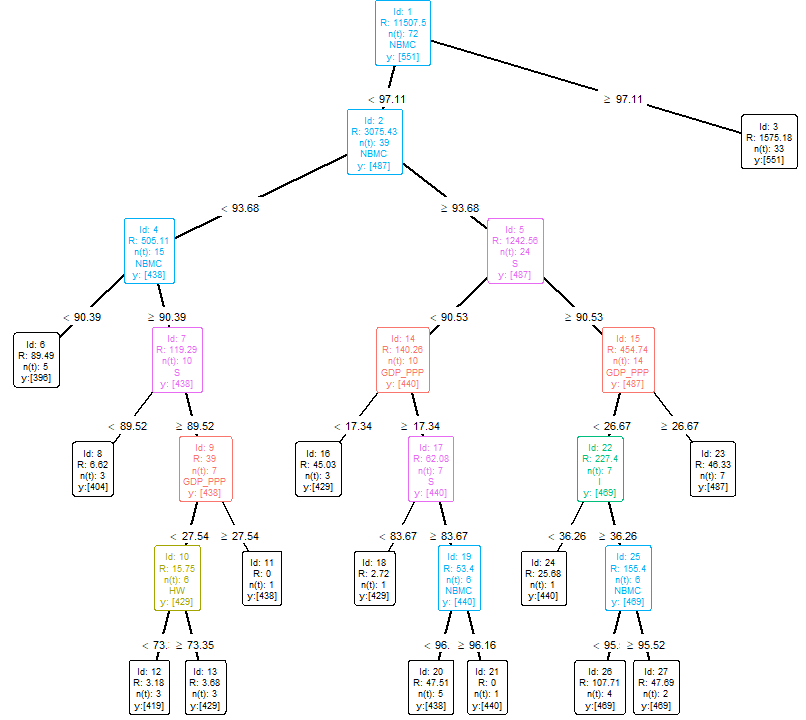 Id: 1
R: 11507.5
n(t): 72
NBMC
y: [551]
< 97.11
≥ 97.11
Id: 2
R: 3075.43
n(t): 39
NBMC
y: [487]
Id: 3
R: 1575.18
n(t): 33
y:[551]
< 93.68
≥ 93.68
Id: 4
R: 506.11
n(t): 15
NBMC
y: [438]
Id: 5
R: 1242.56
n(t): 24
S
y: [487]
< 90.39
≥ 90.39
< 90.53
≥ 90.53
Id: 6
R: 89.49
n(t): 5
y:[396]
Id: 7
R: 119.29
n(t): 10
S
y: [438]
Id: 14
R: 140.26
n(t): 10
GDP_PPP
y: [440]
Id: 15
R: 454.74
n(t): 14
GDP_PPP
y: [487]
< 89.52
≥ 89.52
< 17.34
≥ 17.34
< 26.67
≥ 26.67
Id: 8
R: 6.62
n(t): 3
y:[404]
Id: 9
R: 39
n(t): 7
GDP_PPP
y: [438]
Id: 16
R: 45.03
n(t): 3
y:[429]
Id: 17
R: 62.08
n(t): 7
S
y: [440]
Id: 22
R: 227.4
n(t): 7
I
y: [469]
Id: 23
R: 46.33
n(t): 7
y:[487]
< 27.54
≥ 27.54
< 83.67
≥ 83.67
< 36.26
≥ 36.26
Id: 10
R: 15.75
n(t): 6
HW
y: [429]
Id: 11
R: 0
n(t): 1
y:[438]
Id: 18
R: 2.72
n(t): 1
y:[429]
Id: 19
R: 53.4
n(t): 6
NBMC
y: [440]
Id: 24
R: 25.68
n(t): 1
y:[440]
Id: 25
R: 155.4
n(t): 6
NBMC
y: [469]
< 73.
≥ 73.35
< 96.
≥ 96.16
< 95.
≥ 95.52
Id: 12
R: 3.18
n(t): 3
y:[419]
Id: 13
R: 3.68
n(t): 3
y:[429]
Id: 20
R: 47.51
n(t): 5
y:[438]
Id: 21
R: 0
n(t): 1
y:[440]
Id: 26
R: 107.71
n(t): 4
y:[469]
Id: 27
R: 47.69
n(t): 2
y:[469]